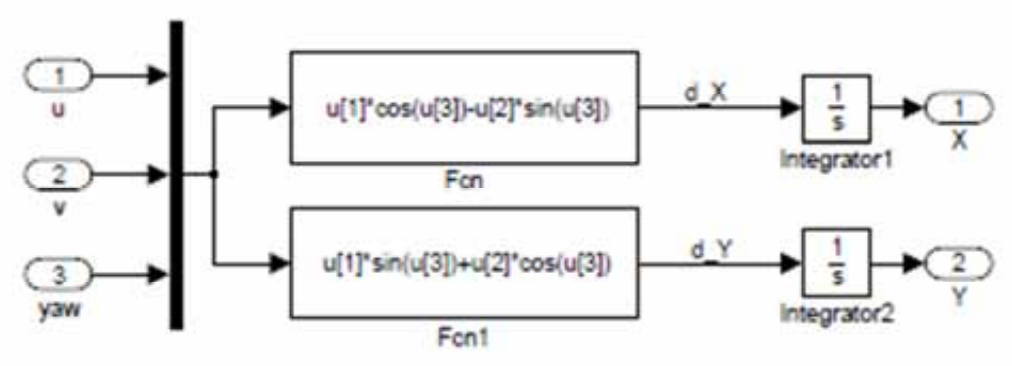 1
u
2
v
3
yaw
u[1]*cos(u[3])-u[2]*sin(u[3])
Fcn
u[1]*sin(u[3])+u[2]*cos(u[3])
Fcn1
d_X
1
s
Integrator1
1
X
d_Y
1
s
Integrator2
2
Y